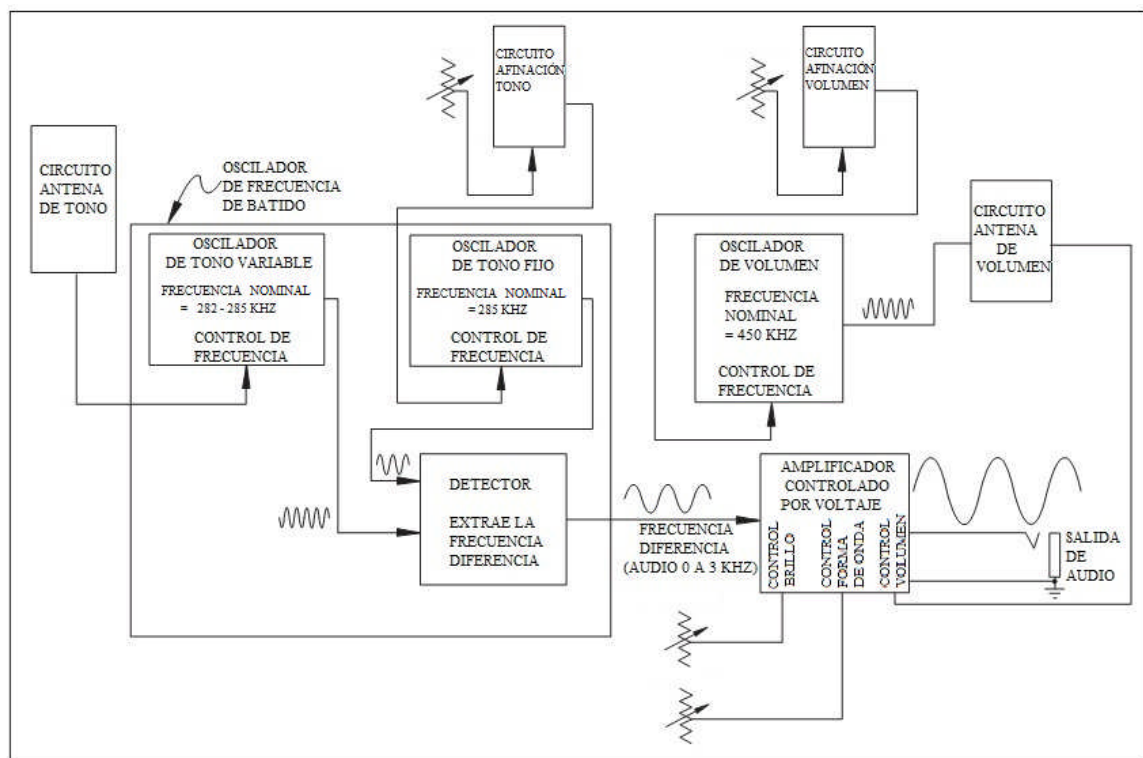 CIRCUITO
AFINACIÓN
TONO
CIRCUITO
AFINACIÓN
VOLUMEN
CIRCUITO
ANTENA
DE TONO
OSCILADOR
DE FRECUENCIA
DE BATIDO
CIRCUITO
ANTENA
DE
VOLUMEN
OSCILADOR
DE TONO VARIABLE
FRECUENCIA NOMINAL
= 282 - 285 KHZ
CONTROL DE
FRECUENCIA
OSCILADOR
DE TONO FIJO
FRECUENCIA NOMINAL
= 285 KHZ
CONTROL DE
FRECUENCIA
OSCILADOR
DE VOLUMEN
FRECUENCIA
NOMINAL
= 450 KHZ
CONTROL DE
FRECUENCIA
DETECTOR
EXTRAE LA
FRECUENCIA
DIFERENCIA
FRECUENCIA
DIFERENCIA
(AUDIO 0 A 3 KHZ)
AMPLIFICADOR
CONTROLADO
POR VOLTAJE
CONTROL
BRILLO
CONTROL
FORMA
DE ONDA
CONTROL
VOLUMEN
SALIDA
DE
AUDIO